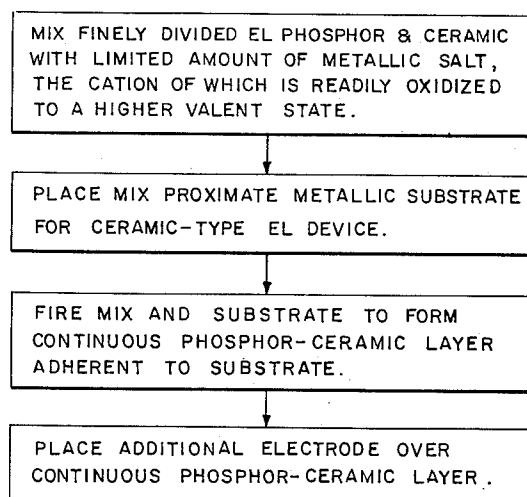 MIX FINELY DIVIDED EL PHOSPHOR & CERAMIC
WITH LIMITED AMOUNT OF METALLIC SALT,
THE CATION OF WHICH IS READILY OXIDIZED
TO A HIGHER VALENT STATE.
PLACE MIX PROXIMATE METALLIC SUBSTRATE
FOR CERAMIC-TYPE EL DEVICE.
FIRE MIX AND SUBSTRATE TO FORM
CONTINUOUS PHOSPHOR-CERAMIC LAYER
ADHERENT TO SUBSTRATE.
PLACE ADDITIONAL ELECTRODE OVER
CONTINUOUS PHOSPHOR-CERAMIC LAYER.